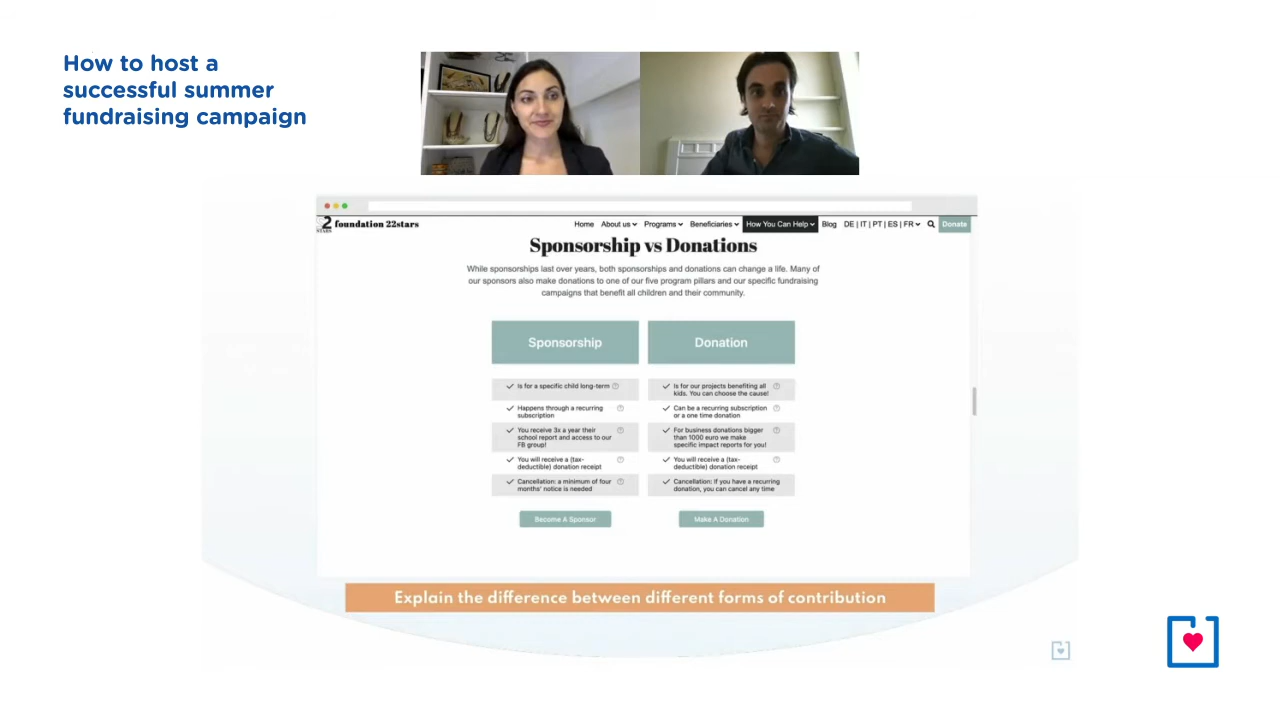 How to host a
successful summer
fundraising campaign
2
STARS
foundation 22stars
Home About us Programs Beneficiaries How You Can Help Blog DE | IT | PT | ES | FR Donate
Sponsorship vs Donations
While sponsorships last over years, both sponsorships and donations can change a life. Many of
our sponsors also make donations to one of our five program pillars and our specific fundraising
campaigns that benefit all children and their community.
Sponsorship
Is for a specific child long-term
Happens through a recurring
subscription
You receive 3x a year their
school report and access to our
FB group!
You will receive a (tax-
deductible) donation receipt
Cancellation: a minimum of four
months' notice is needed
Become A Sponsor
Donation
Is for our projects benefiting all
kids. You can choose the cause!
Can be a recurring subscription
or a one time donation
For business donations bigger
than 1000 euro we make
specific impact reports for you!
You will receive a (tax-
deductible) donation receipt
Cancellation: if you have a recurring
donation, you can cancel any time
Make A Donation
Explain the difference between different forms of contribution